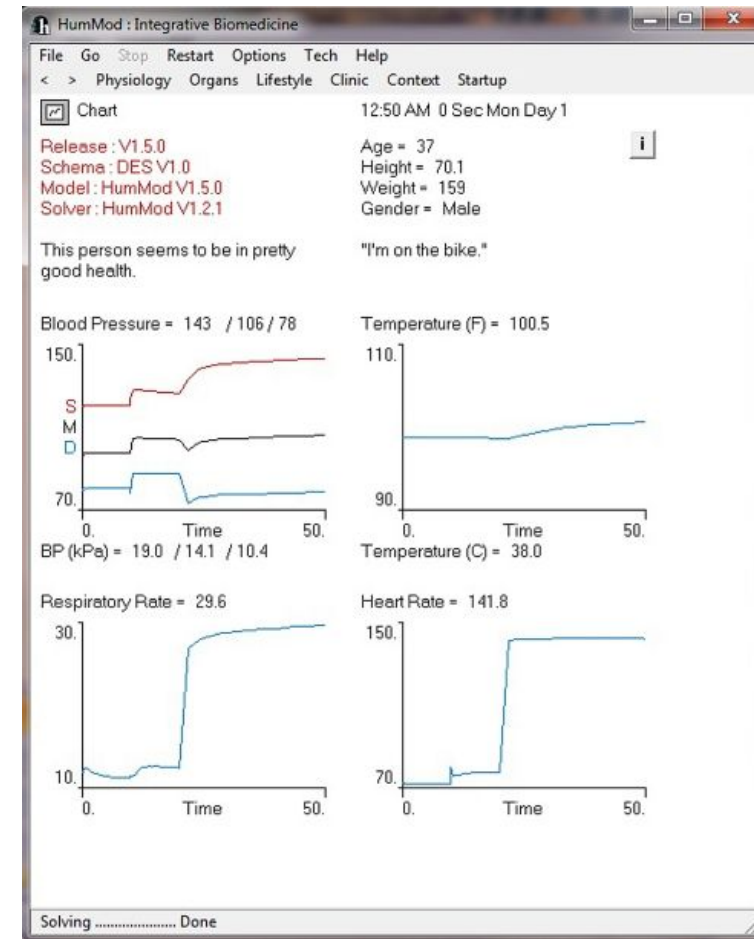 HumMod : Integrative Biomedicine
File Go Stop Restart Options Tech Help
< > Physiology Organs Lifestyle Clinic Context Startup
Chart
12:50 AM 0 Sec Mon Day 1
Release : V1.5.0
Schema : DES V1.0
Model : HumMod V1.5.0
Solver : HumMod V1.2.1
Age = 37
Height = 70.1
Weight = 159
Gender = Male
i
This person seems to be in pretty
good health.
"I'm on the bike."
Blood Pressure = 143 / 106 / 78
150.
S
M
D
70.
0. Time 50.
BP (kPa) = 19.0 / 14.1 / 10.4
Temperature (F) = 100.5
110.
90.
0. Time 50.
Temperature (C) = 38.0
Respiratory Rate = 29.6
30.
10.
0. Time 50.
Heart Rate = 141.8
150.
70.
0. Time 50.
Solving ...................... Done